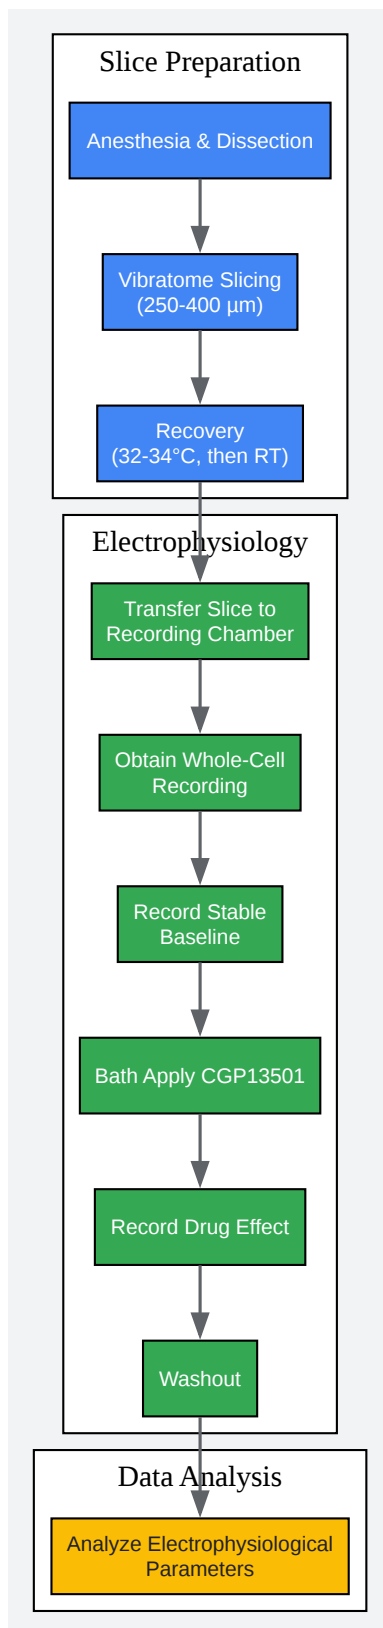 Slice Preparation
Anesthesia & Dissection
Vibratome Slicing
(250-400 µm)
Recovery
(32-34°C, then RT)
Electrophysiology
Transfer Slice to
Recording Chamber
Obtain Whole-Cell
Recording
Record Stable
Baseline
Bath Apply CGP13501
Record Drug Effect
Washout
Data Analysis
Analyze Electrophysiological
Parameters